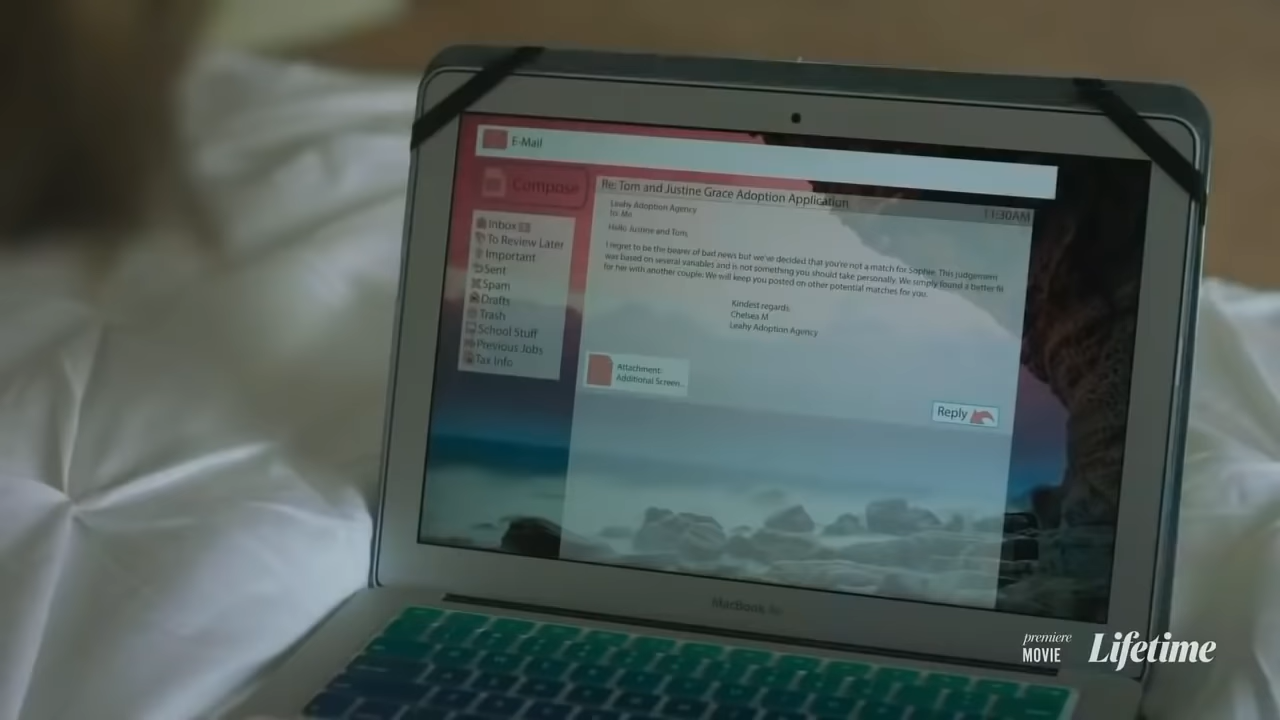 E-Mail
Compose
Re: Tom and Justine Grace Adoption Application
11:30AM
Leahy Adoption Agency
to: Me
Hello Justine and Tom,
I regret to be the bearer of bad news but we've decided that you're not a match for Sophie. This judgement
was based on several variables and is not something you should take personally. We simply found a better fit
for her with another couple. We will keep you posted on other potential matches for you.
Kindest regards,
Chelsea M
Leahy Adoption Agency
Inbox
To Review Later
Important
Sent
Spam
Drafts
Trash
School Stuff
Previous Jobs
Tax Info
Attachment:
Additional Screen...
Reply
MacBook Air
premiere
MOVIE
Lifetime